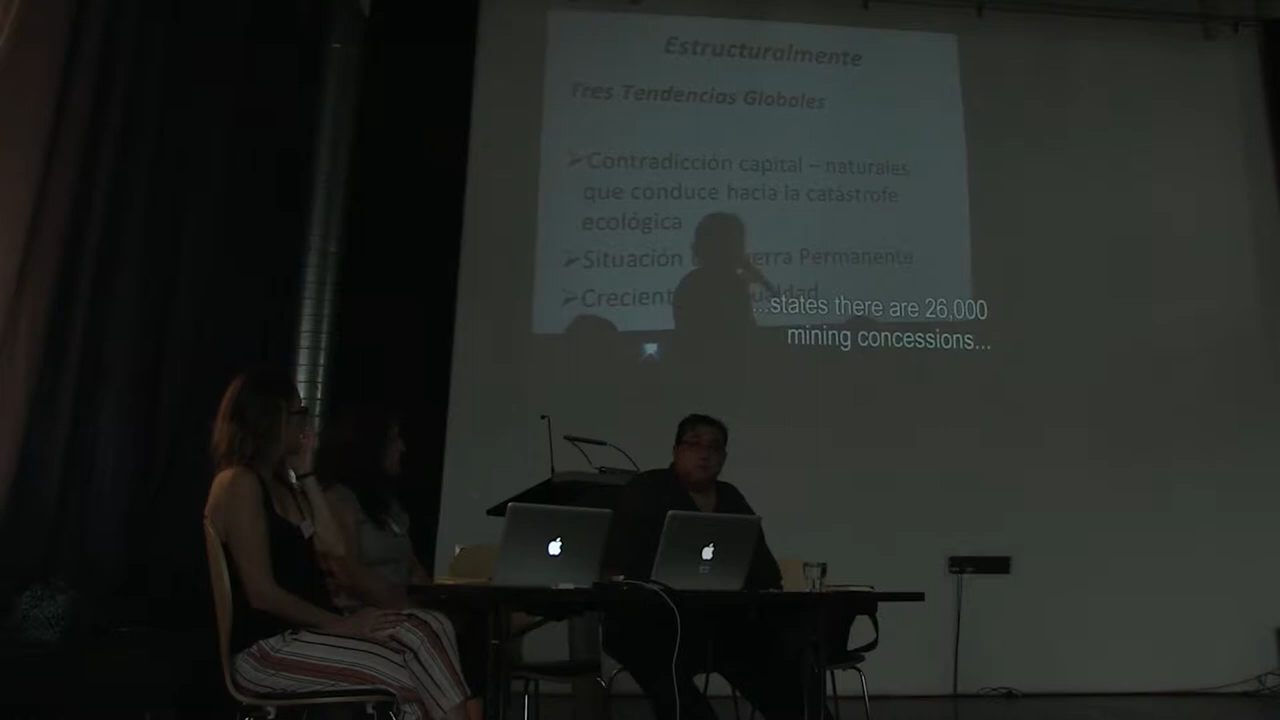 Estructuralmente
Tres Tendencias Globales
➢Contradicción capital – naturales
que conduce hacia la catástrofe
ecológica
➢Situación erra Permanente
➢Crecient
...states there are 26,000
mining concessions...